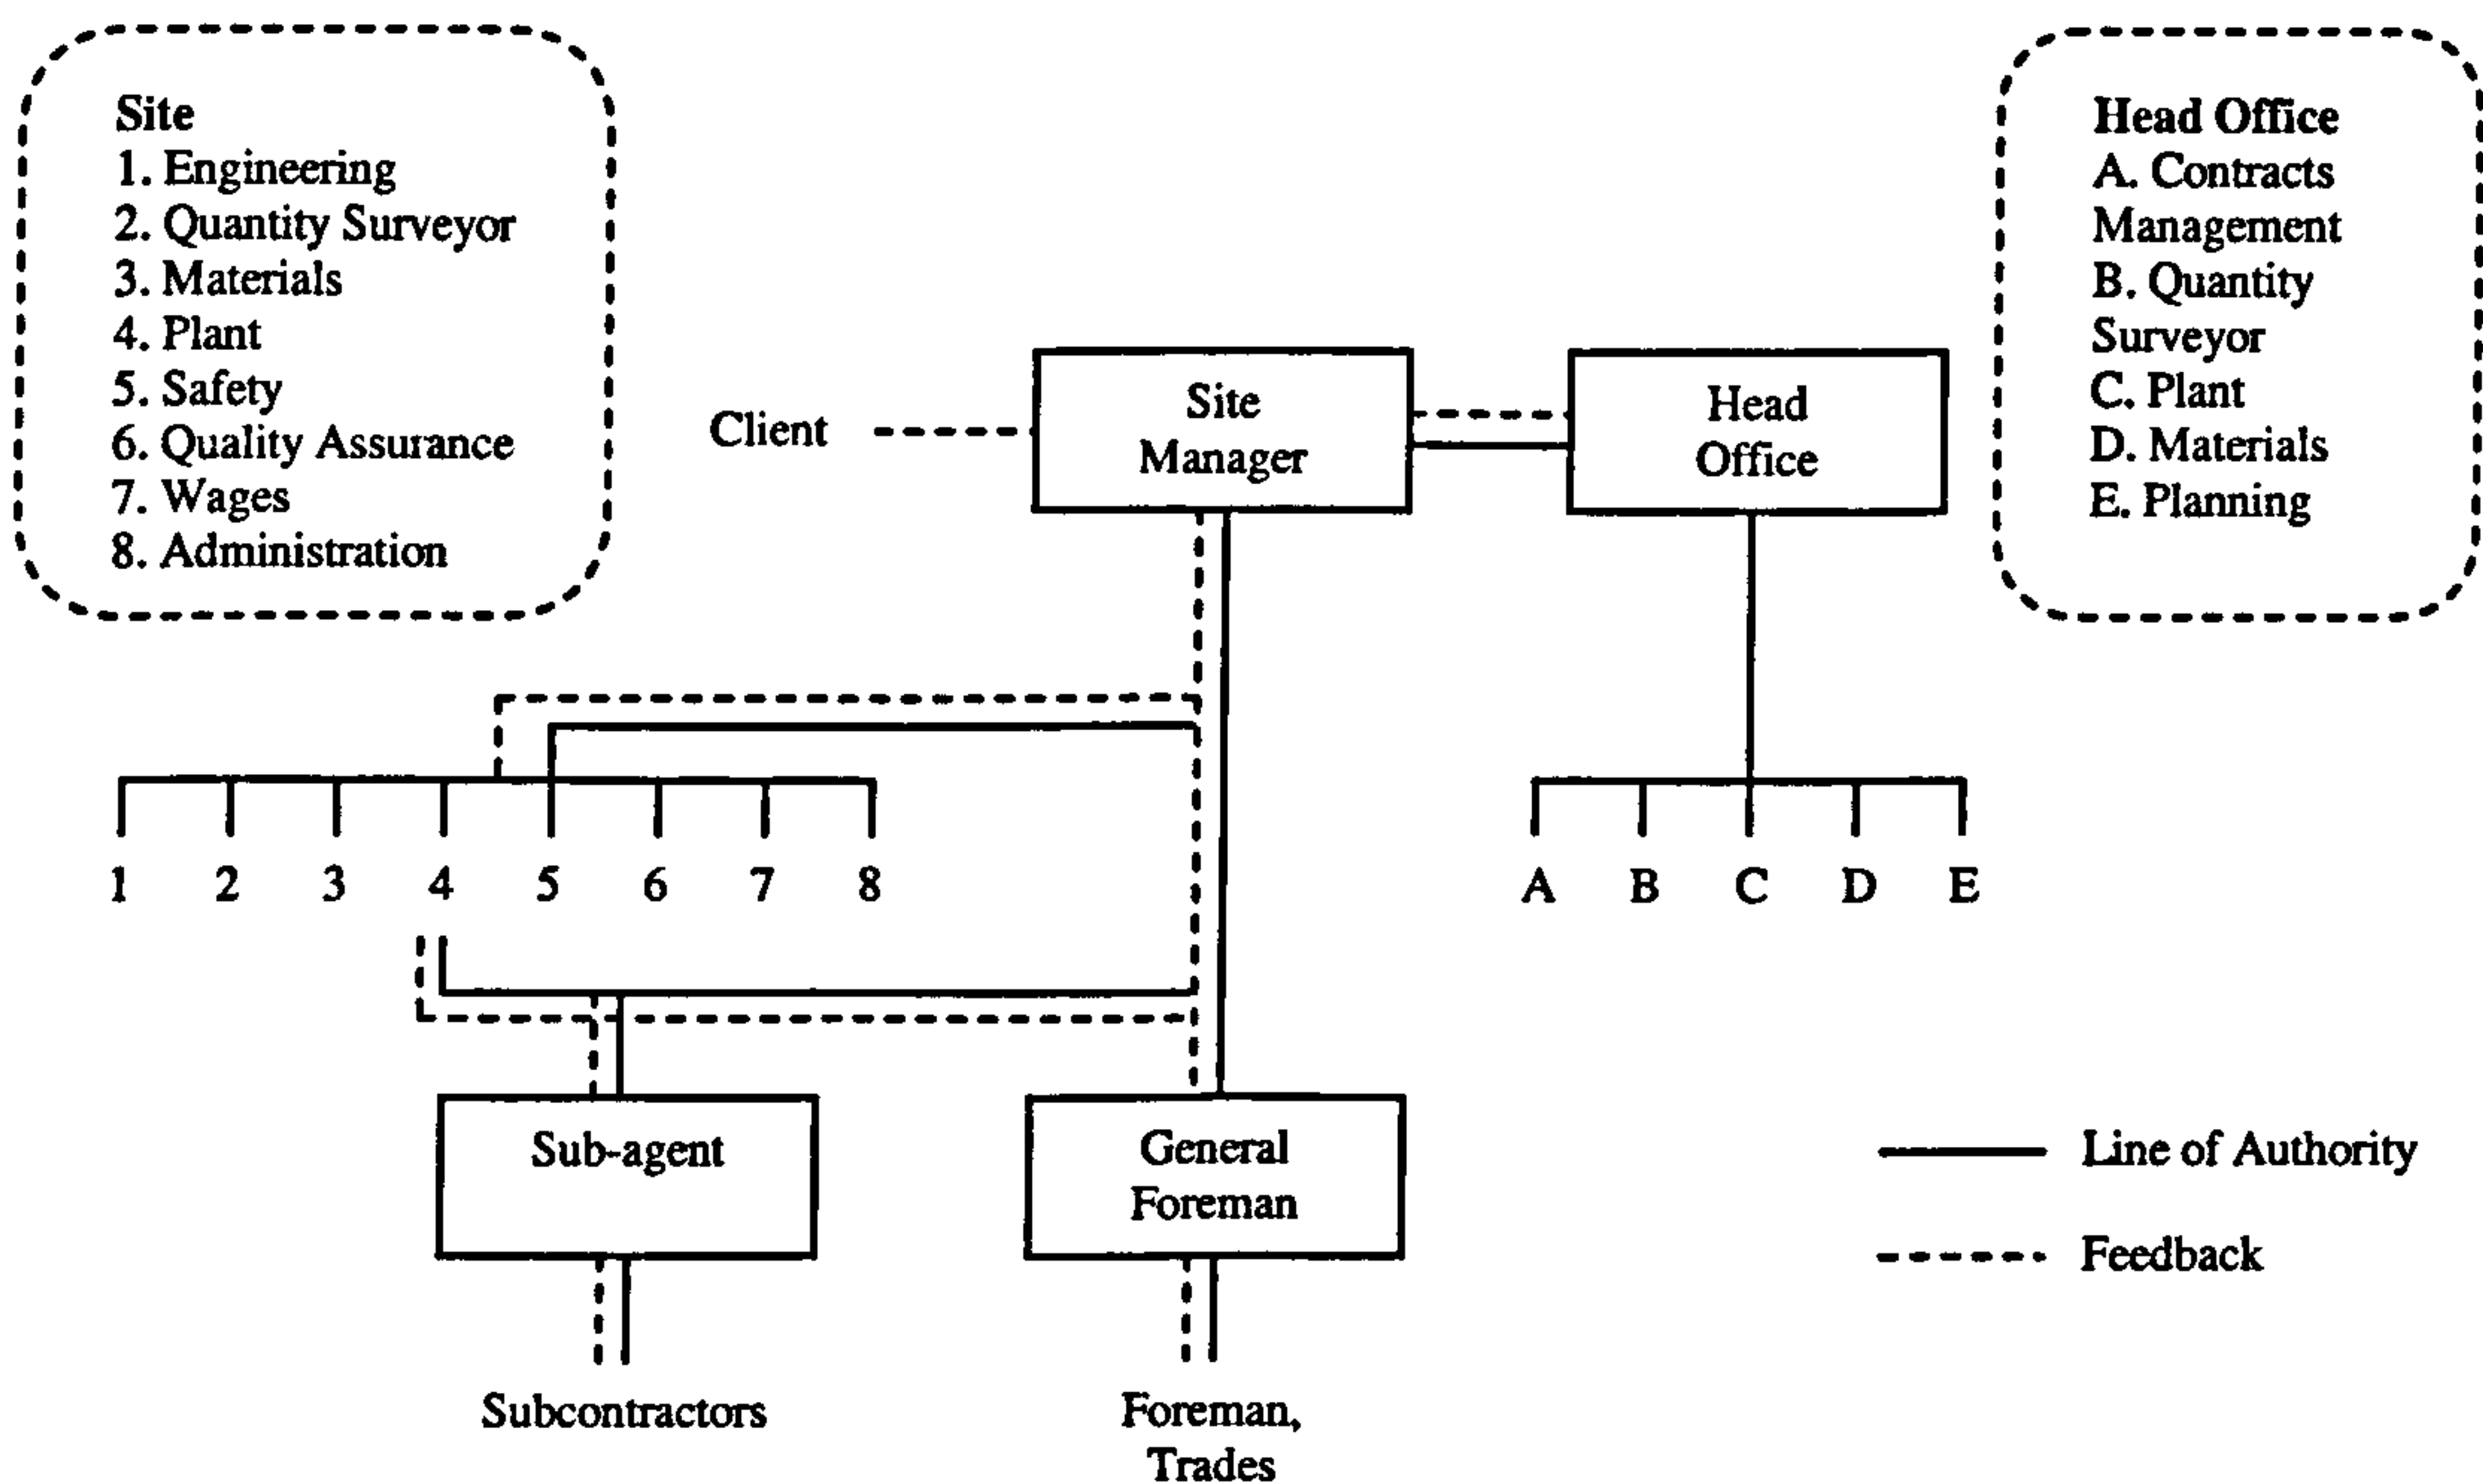 Site
1. Engineering
2. Quantity Surveyor
3. Materials
4. Plant
5. Safety
6. Quality Assurance
7. Wages
8. Administration
Head Office
A. Contracts
Management
B. Quantity
Surveyor
C. Plant
D. Materials
E. Planning
Client
Site
Manager
Head
Office
1 2 3 4 5 6 7 8
A B C D E
Sub-agent
General
Foreman
Line of Authority
Feedback
Subcontractors
Foreman,
Trades